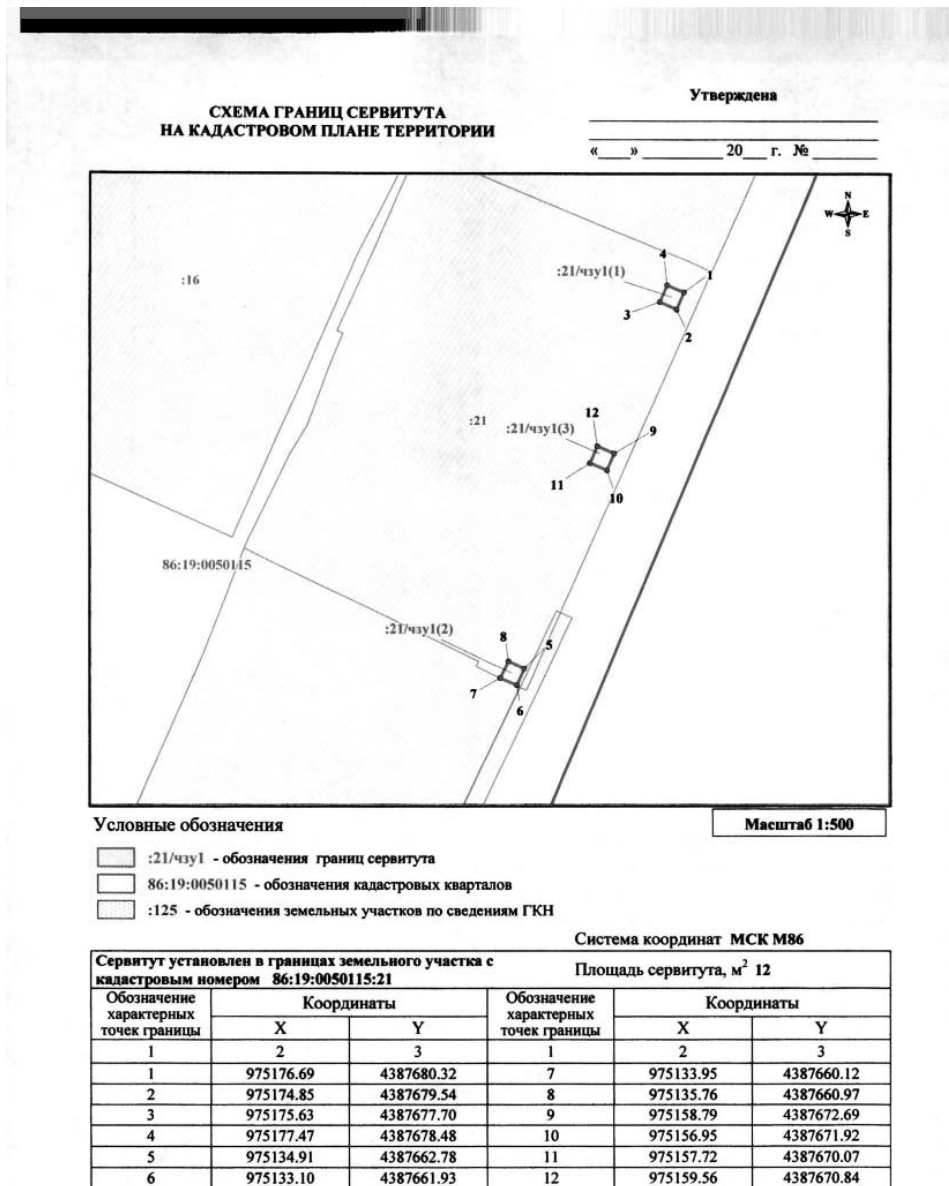 Утверждена
СХЕМА ГРАНИЦ СЕРВИТУТА
НА КАДАСТРОВОМ ПЛАНЕ ТЕРРИТОРИИ
«____» __________ 20___ г. № ________
N
W E
S
:16
4
:21/чзу1(1)
1
3
2
:21
12
:21/чзу1(3)
9
11
10
86:19:0050115
:21/чзу1(2)
8
5
7
6
Условные обозначения
Масштаб 1:500
:21/чзу1 - обозначения границ сервитута
86:19:0050115 - обозначения кадастровых кварталов
:125 - обозначения земельных участков по сведениям ГКН
Система координат МСК М86
Сервитут установлен в границах земельного участка с
кадастровым номером 86:19:0050115:21
Площадь сервитута, м² 12
Обозначение характерных точек границы Координаты Обозначение характерных точек границы Координаты
X Y X Y
1 2 3 1 2 3
1 975176.69 4387680.32 7 975133.95 4387660.12
2 975174.85 4387679.54 8 975135.76 4387660.97
3 975175.63 4387677.70 9 975158.79 4387672.69
4 975177.47 4387678.48 10 975156.95 4387671.92
5 975134.91 4387662.78 11 975157.72 4387670.07
6 975133.10 4387661.93 12 975159.56 4387670.84